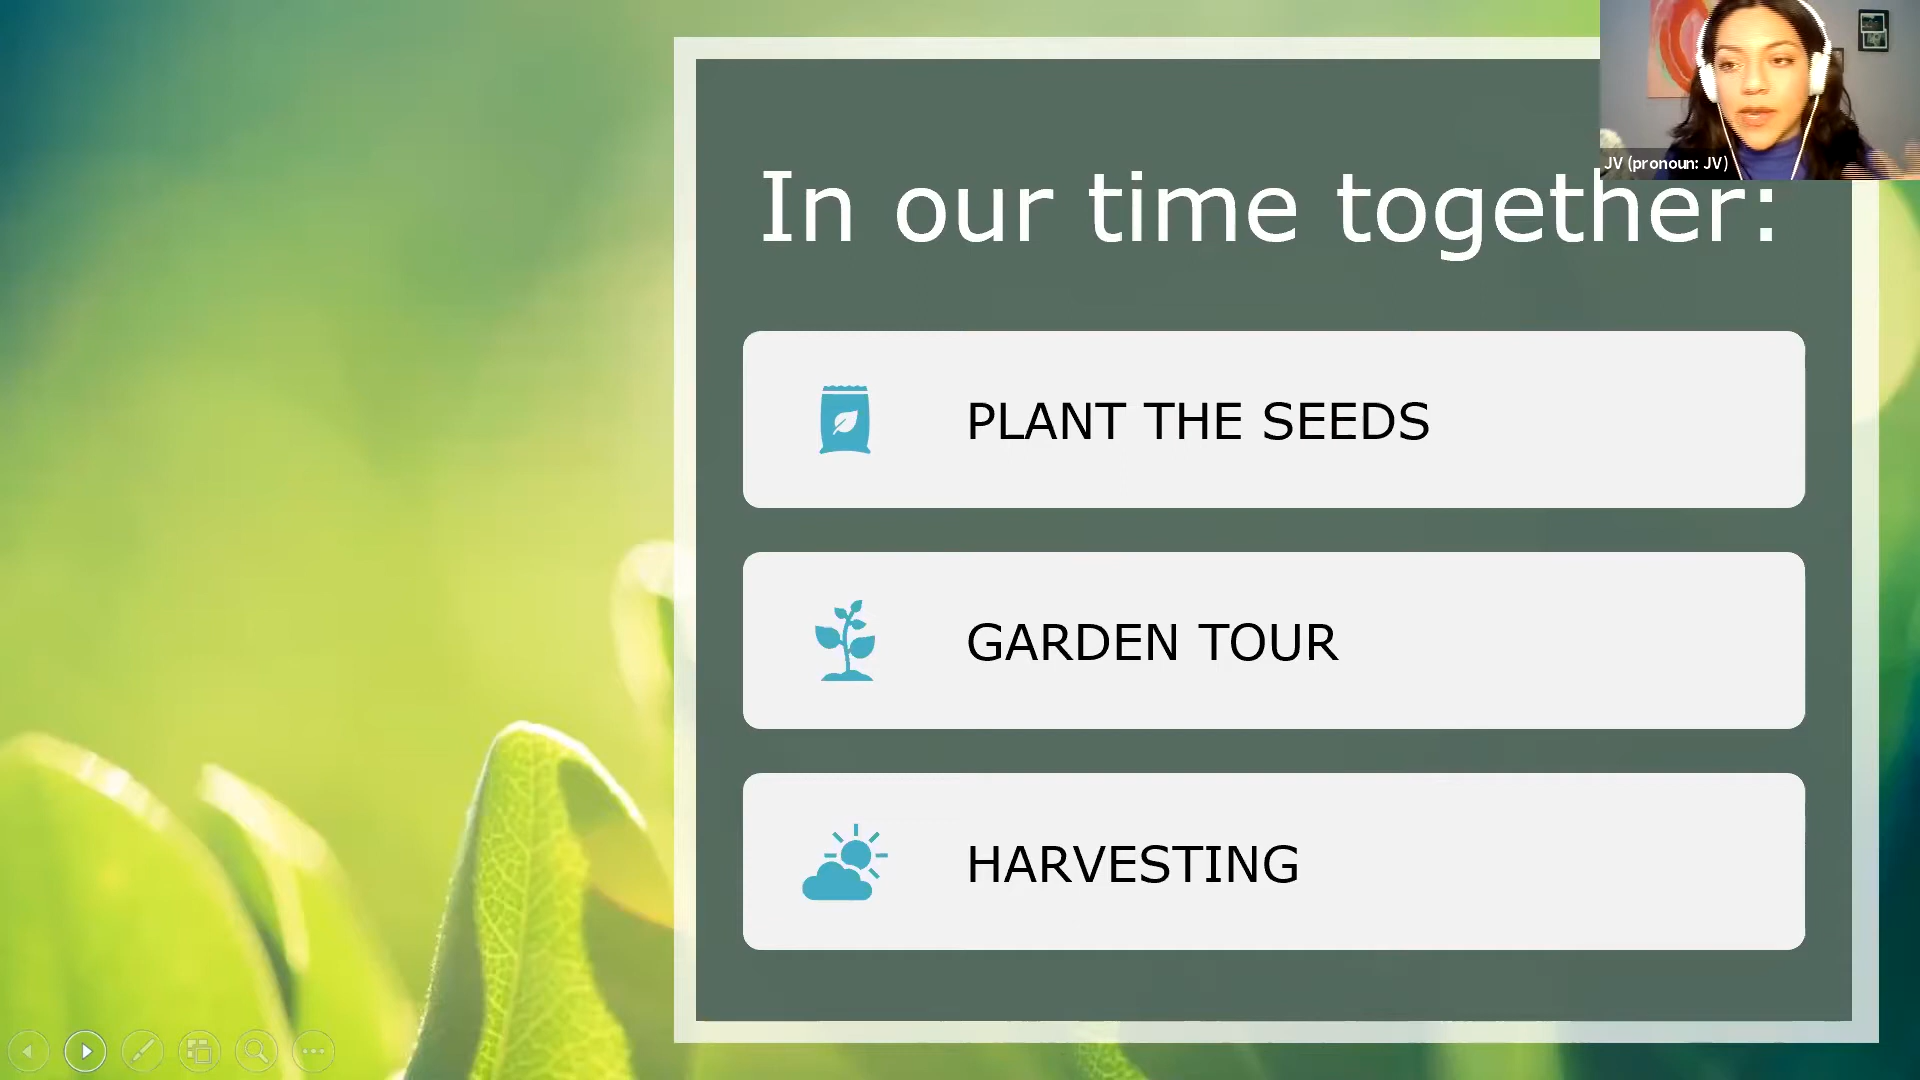 JV (pronoun: JV)
In our time together:
PLANT THE SEEDS
GARDEN TOUR
HARVESTING